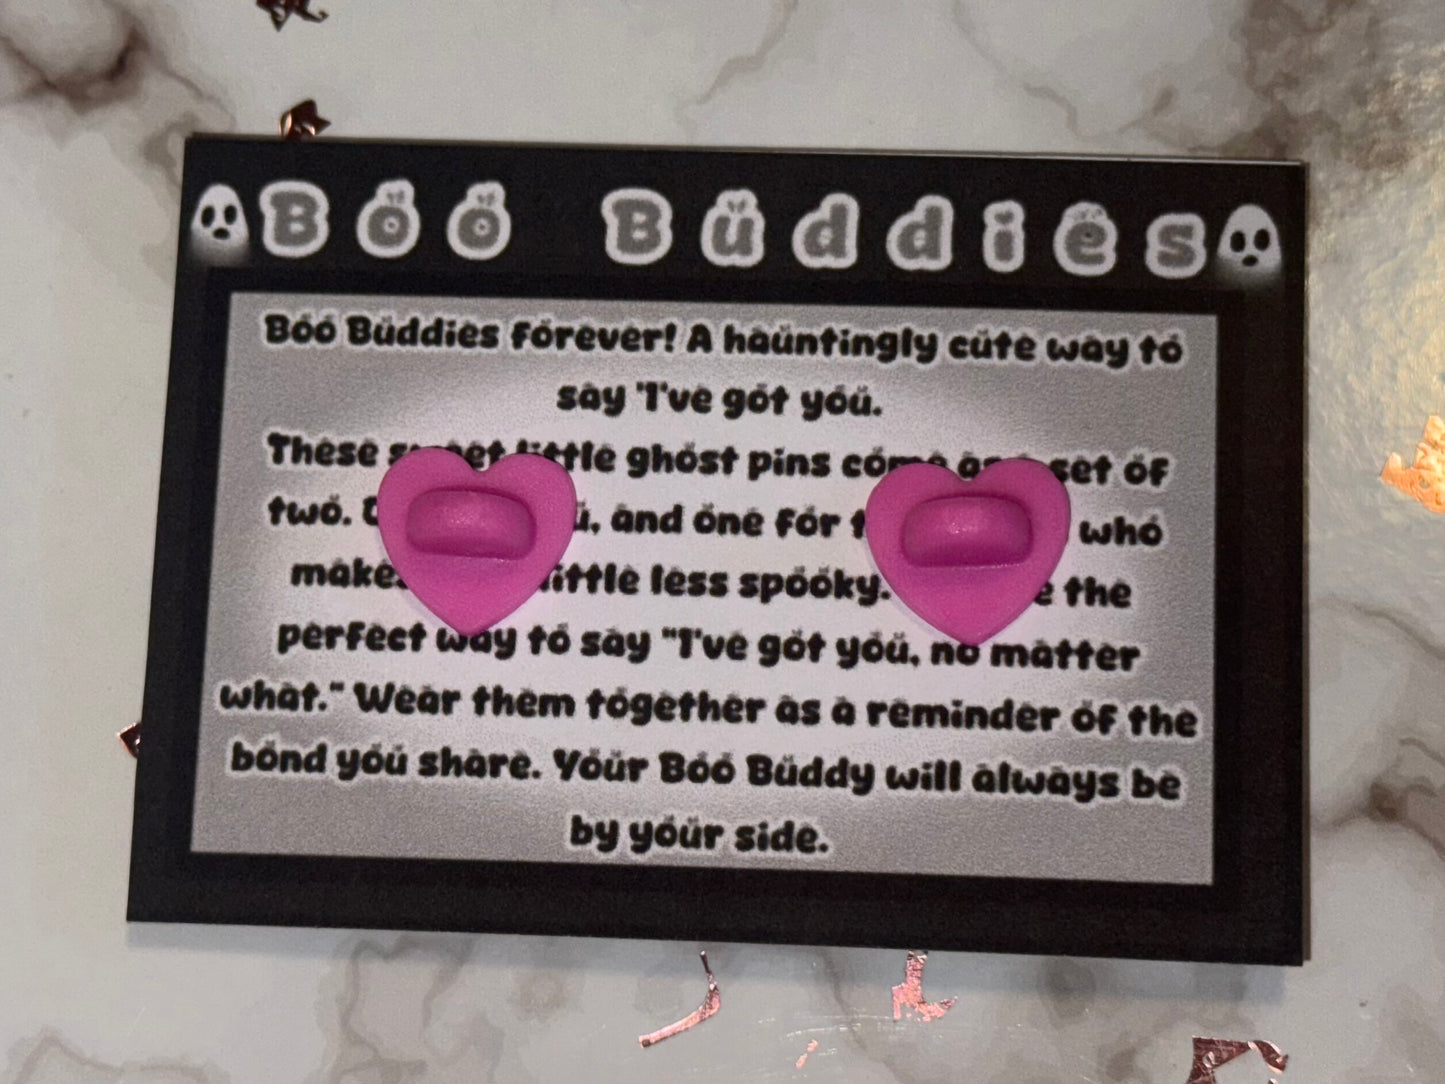 Boo Buddies
Boo Buddies forever! A hauntingly cute way to
say 'I've got you.
These sweet little ghost pins come as a set of
two. and one for who
makes little less spooky. the
perfect way to say "I've got you, no matter
what." Wear them together as a reminder of the
bond you share. Your Boo Buddy will always be
by your side.